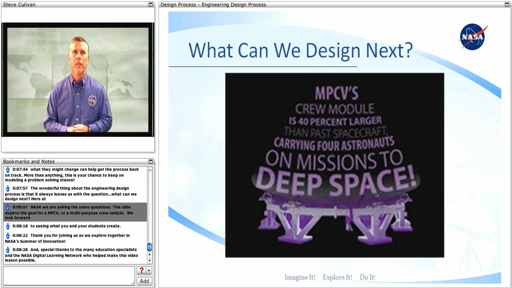 Steve Culivan
Design Process - Engineering Design Process
What Can We Design Next?
NASA
MPCV'S
CREW MODULE
IS 40 PERCENT LARGER
THAN PAST SPACECRAFT,
CARRYING FOUR ASTRONAUTS
ON MISSIONS TO
DEEP SPACE!
Imagine It! Explore It! Do It!
Bookmarks and Notes
0:07:44 what they might change can help get the process back
on track. More than anything, this is your chance to keep on
modeling a problem solving stance!
0:07:57 The wonderful thing about the engineering design
process is that it always leaves us with the question...what can we
design next? Here at
NASA we are asking the same questions. This slide
depicts the goal for a MPCV, or a multi-purpose crew vehicle. We
look forward
0:08:18 to seeing what you and your students create.
0:08:22 Thank you for joining us as we explore together in
NASA's Summer of Innovation!
0:08:28 And, special thanks to the many education specialists
and the NASA Digital Learning Network who helped make this video
lesson possible.
?
Add